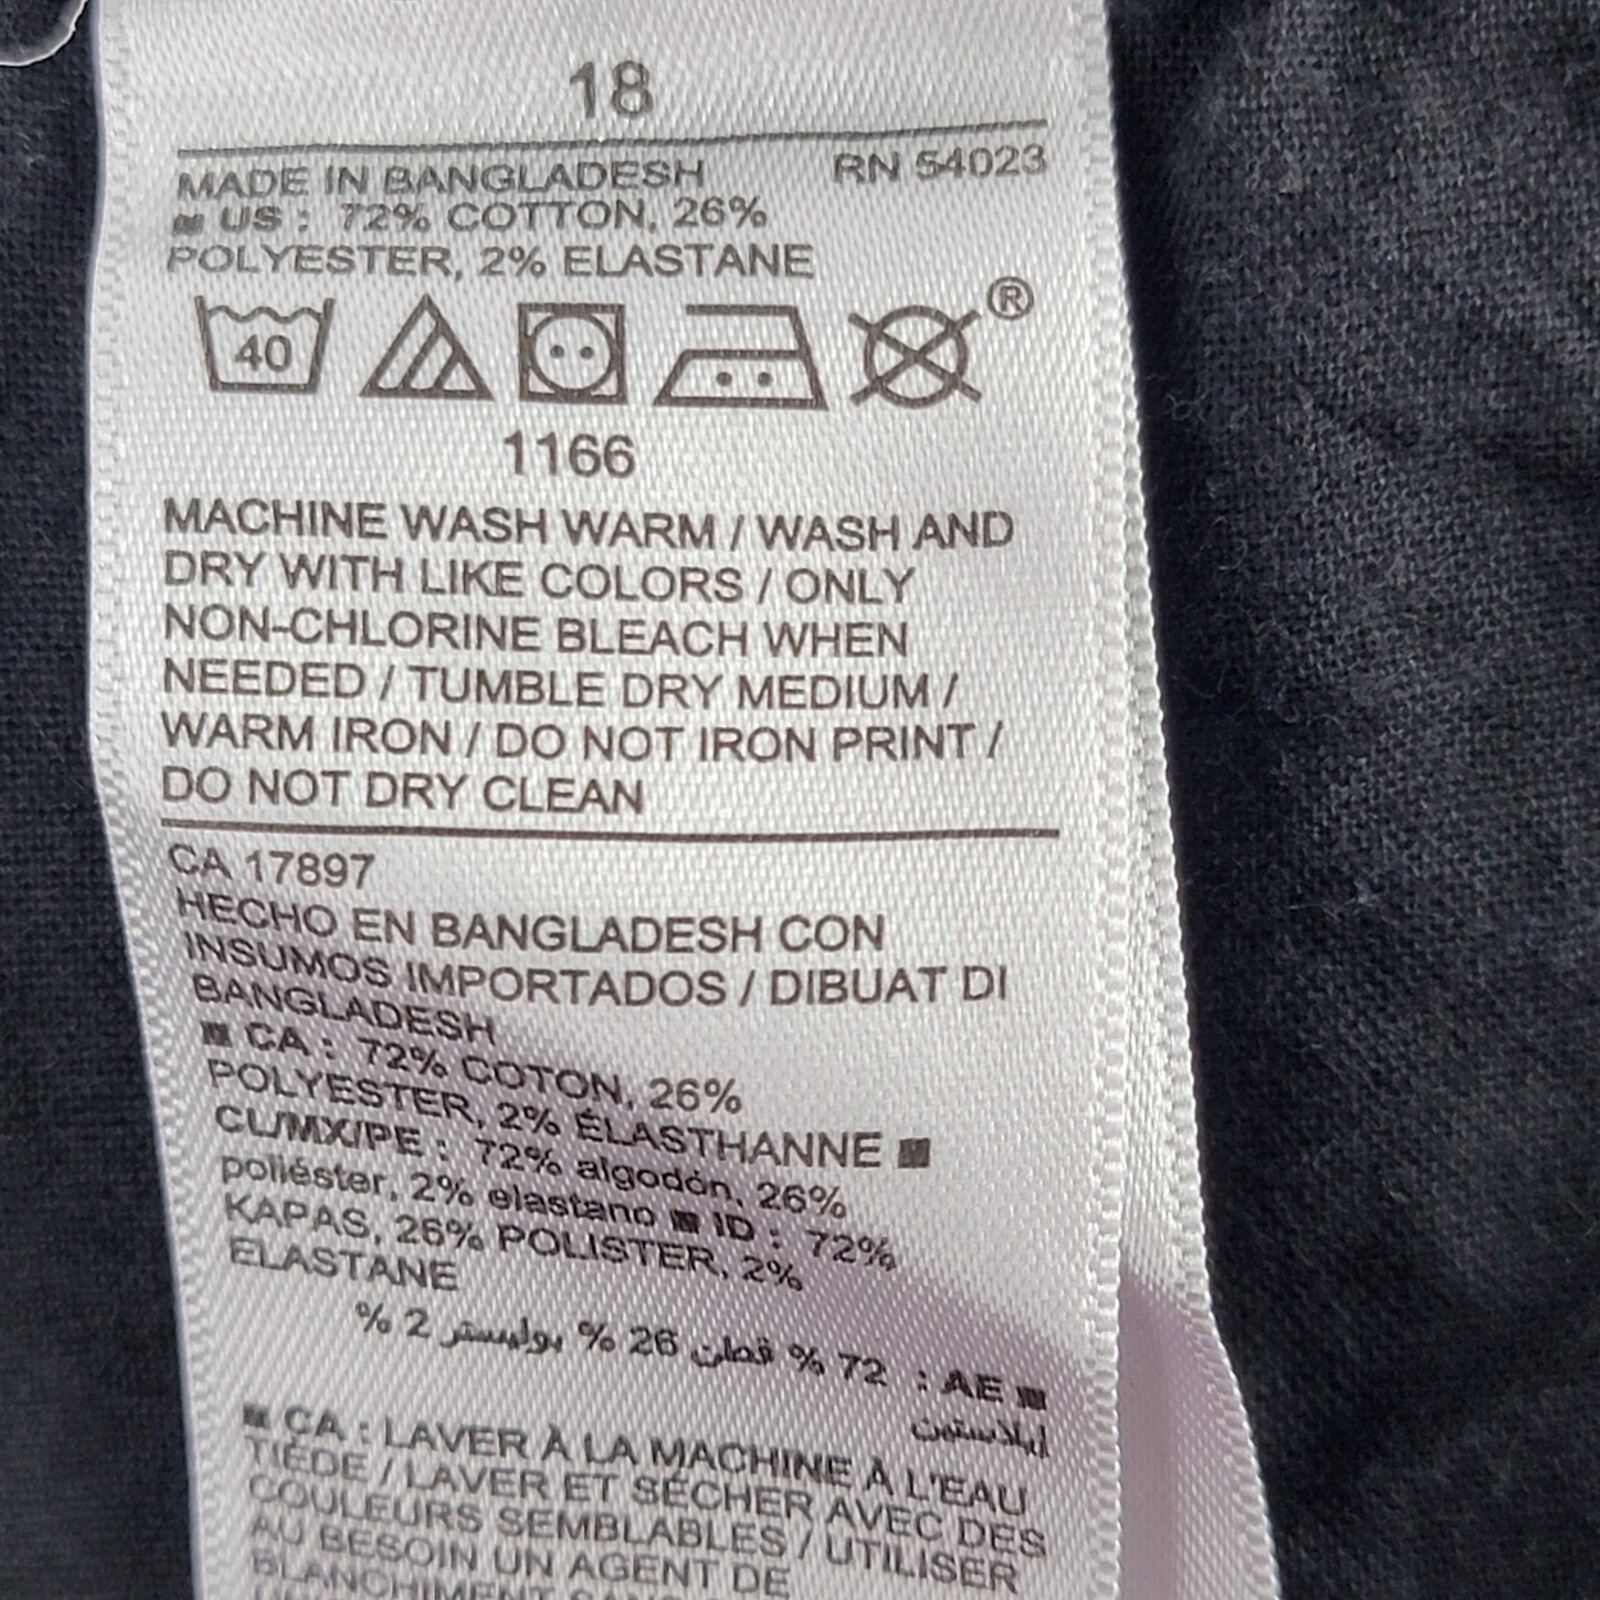 18
MADE IN BANGLADESH RN 54023
■ US : 72% COTTON, 26%
POLYESTER, 2% ELASTANE
40 ®
1166
MACHINE WASH WARM / WASH AND
DRY WITH LIKE COLORS / ONLY
NON-CHLORINE BLEACH WHEN
NEEDED / TUMBLE DRY MEDIUM /
WARM IRON / DO NOT IRON PRINT /
DO NOT DRY CLEAN
CA 17897
HECHO EN BANGLADESH CON
INSUMOS IMPORTADOS / DIBUAT DI
BANGLADESH
■ CA : 72% COTON, 26%
POLYESTER, 2% ÉLASTHANNE ■
CL/MX/PE : 72% algodón, 26%
poliéster, 2% elastano ■ ID : 72%
KAPAS, 26% POLISTER, 2%
ELASTANE
■ AE : 72 % قطن 26 % بوليستر 2 %
إيلاستين
■ CA : LAVER À LA MACHINE À L'EAU
TIÈDE / LAVER ET SÉCHER AVEC DES
COULEURS SEMBLABLES / UTILISER
AU BESOIN UN AGENT DE
BLANCHIMENT